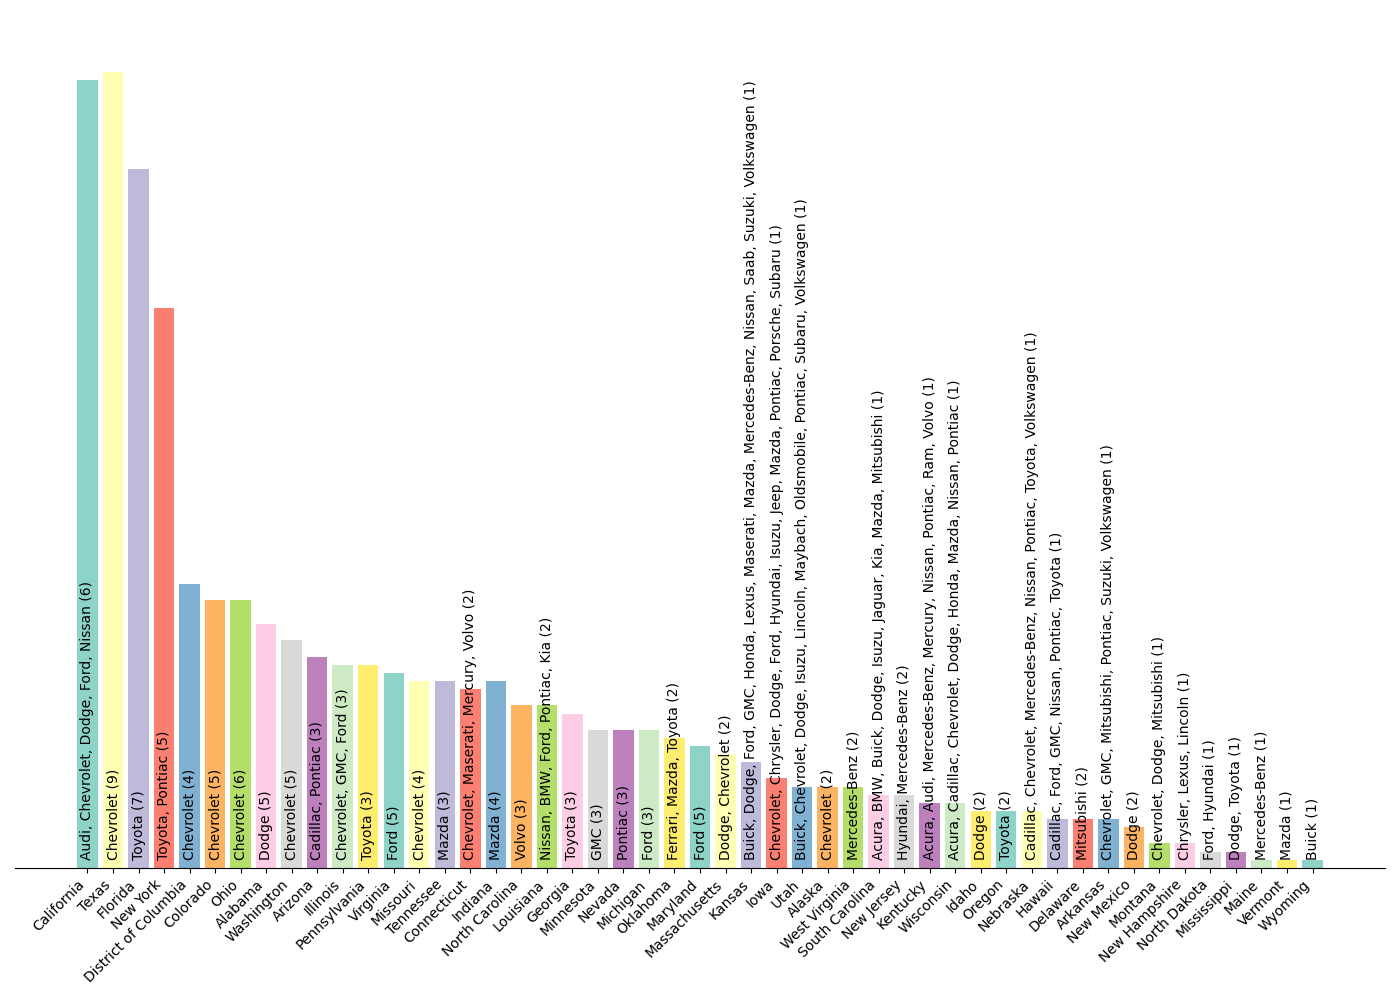 Audi, Chevrolet, Dodge, Ford, Nissan (6)
Chevrolet (9)
Toyota (7)
Toyota, Pontiac (5)
Chevrolet (4)
Chevrolet (5)
Chevrolet (6)
Dodge (5)
Chevrolet (5)
Cadillac, Pontiac (3)
Chevrolet, GMC, Ford (3)
Toyota (3)
Ford (5)
Chevrolet (4)
Mazda (3)
Chevrolet, Maserati, Mercury, Volvo (2)
Mazda (4)
Volvo (3)
Nissan, BMW, Ford, Pontiac, Kia (2)
Toyota (3)
GMC (3)
Pontiac (3)
Ford (3)
Ferrari, Mazda, Toyota (2)
Ford (5)
Dodge, Chevrolet (2)
Buick, Dodge, Ford, GMC, Honda, Lexus, Maserati, Mazda, Mercedes-Benz, Nissan, Saab, Suzuki, Volkswagen (1)
Chevrolet, Chrysler, Dodge, Ford, Hyundai, Isuzu, Jeep, Mazda, Pontiac, Porsche, Subaru (1)
Buick, Chevrolet, Dodge, Isuzu, Lincoln, Maybach, Oldsmobile, Pontiac, Subaru, Volkswagen (1)
Chevrolet (2)
Mercedes-Benz (2)
Acura, BMW, Buick, Dodge, Isuzu, Jaguar, Kia, Mazda, Mitsubishi (1)
Hyundai, Mercedes-Benz (2)
Acura, Audi, Mercedes-Benz, Mercury, Nissan, Pontiac, Ram, Volvo (1)
Acura, Cadillac, Chevrolet, Dodge, Honda, Mazda, Nissan, Pontiac (1)
Dodge (2)
Toyota (2)
Cadillac, Chevrolet, Mercedes-Benz, Nissan, Pontiac, Toyota, Volkswagen (1)
Cadillac, Ford, GMC, Nissan, Pontiac, Toyota (1)
Mitsubishi (2)
Chevrolet, GMC, Mitsubishi, Pontiac, Suzuki, Volkswagen (1)
Dodge (2)
Chevrolet, Dodge, Mitsubishi (1)
Chrysler, Lexus, Lincoln (1)
Ford, Hyundai (1)
Dodge, Toyota (1)
Mercedes-Benz (1)
Mazda (1)
Buick (1)
California
Texas
Florida
New York
District of Columbia
Colorado
Ohio
Alabama
Washington
Arizona
Illinois
Pennsylvania
Virginia
Missouri
Tennessee
Connecticut
Indiana
North Carolina
Louisiana
Georgia
Minnesota
Nevada
Michigan
Oklahoma
Maryland
Massachusetts
Kansas
Iowa
Utah
Alaska
West Virginia
South Carolina
New Jersey
Kentucky
Wisconsin
Idaho
Oregon
Nebraska
Hawaii
Delaware
Arkansas
New Mexico
Montana
New Hampshire
North Dakota
Mississippi
Maine
Vermont
Wyoming